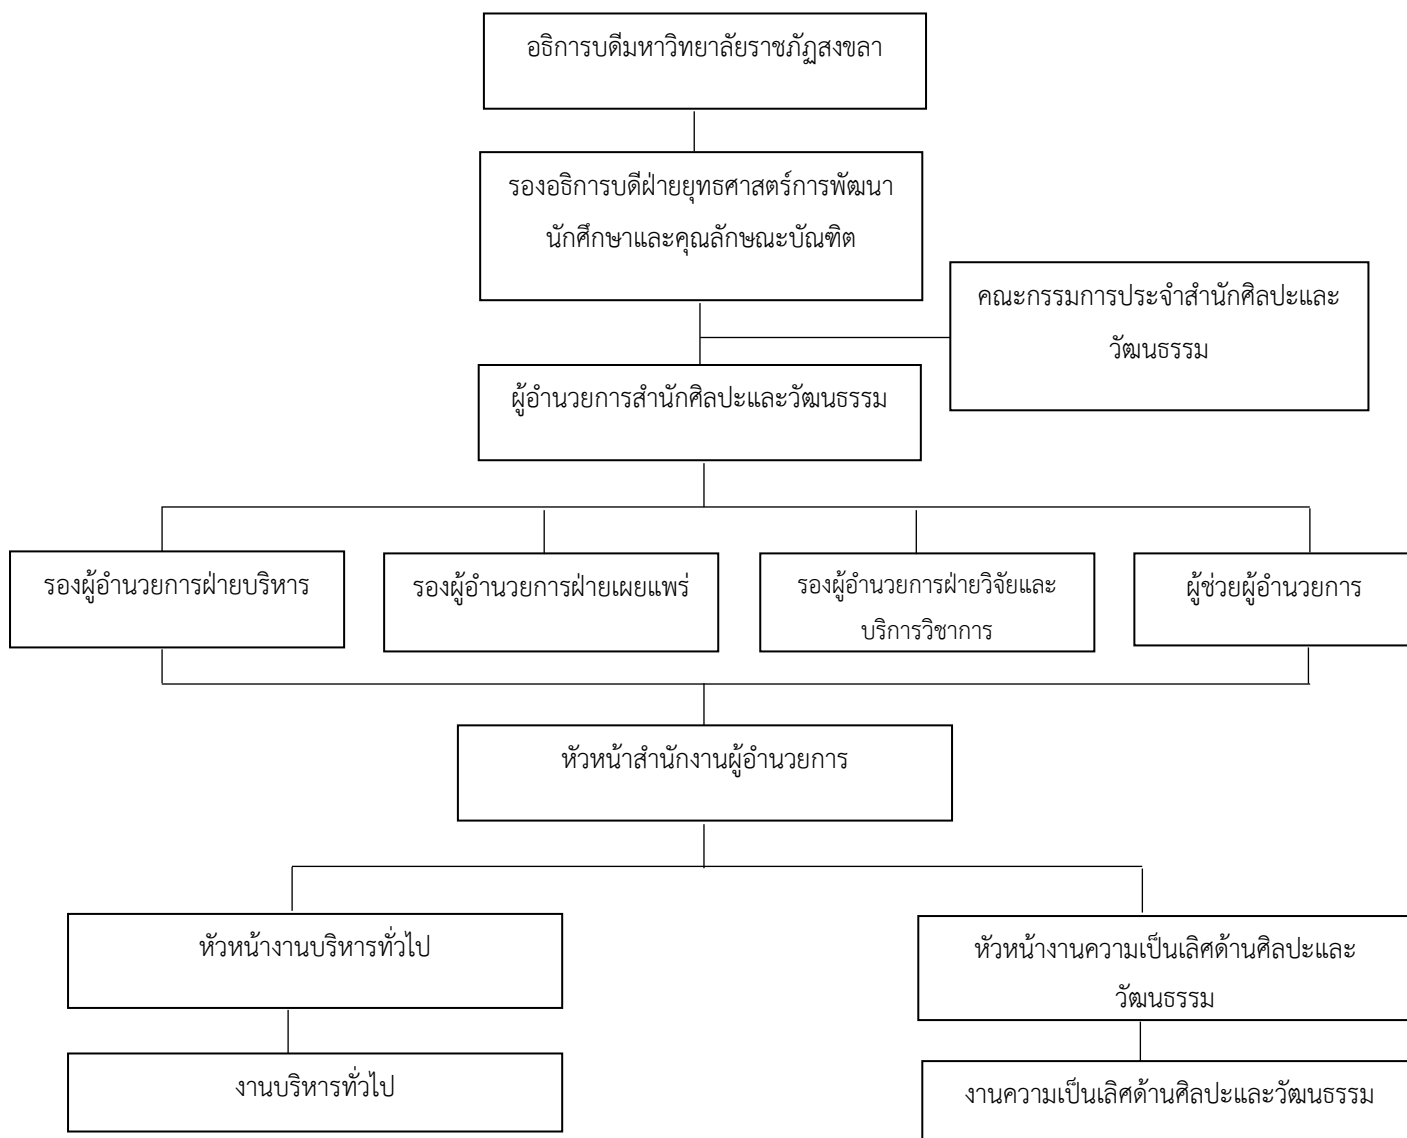 อธิการบดีมหาวิทยาลัยราชภัฏสงขลา
รองอธิการบดีฝ่ายยุทธศาสตร์การพัฒนา
นักศึกษาและคุณลักษณะบัณฑิต
คณะกรรมการประจำสำนักศิลปะและ
วัฒนธรรม
ผู้อำนวยการสำนักศิลปะและวัฒนธรรม
รองผู้อำนวยการฝ่ายบริหาร
รองผู้อำนวยการฝ่ายเผยแพร่
รองผู้อำนวยการฝ่ายวิจัยและ
บริการวิชาการ
ผู้ช่วยผู้อำนวยการ
หัวหน้าสำนักงานผู้อำนวยการ
หัวหน้างานบริหารทั่วไป
หัวหน้างานความเป็นเลิศด้านศิลปะและ
วัฒนธรรม
งานบริหารทั่วไป
งานความเป็นเลิศด้านศิลปะและวัฒนธรรม